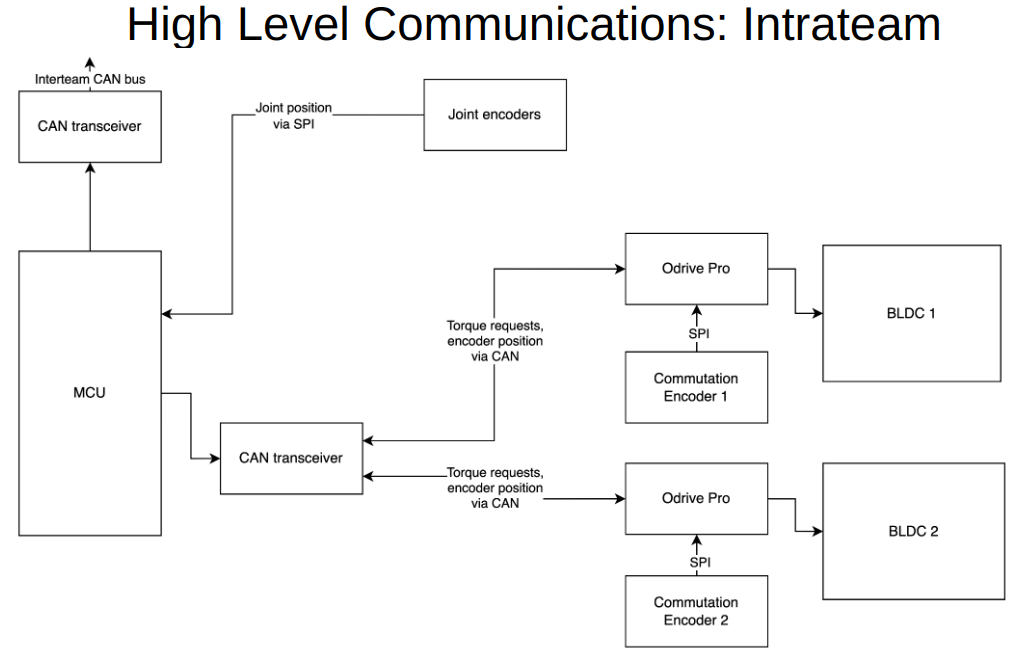 High Level Communications: Intrateam
Interteam CAN bus
CAN transceiver
Joint position
via SPI
Joint encoders
MCU
CAN transceiver
Torque requests,
encoder position
via CAN
Odrive Pro
SPI
Commutation
Encoder 1
BLDC 1
Torque requests,
encoder position
via CAN
Odrive Pro
SPI
Commutation
Encoder 2
BLDC 2